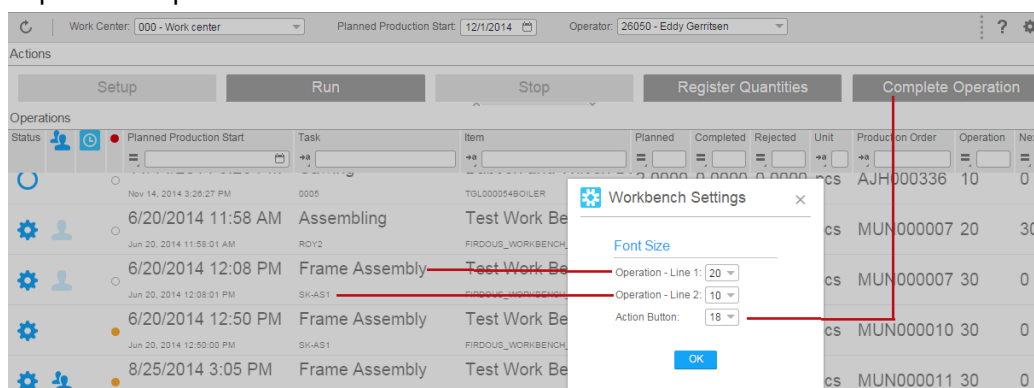 Work Center: 000 - Work center Planned Production Start: 12/1/2014 Operator: 26050 - Eddy Gerritsen ?
Actions
Setup Run Stop Register Quantities Complete Operation
Operations
Status Planned Production Start Task Item Planned Completed Rejected Unit Production Order Operation
Nov 14, 2014 3:26:27 PM 0005 TGL000054BOILER pcs AJH000336 10 0
6/20/2014 11:58 AM Assembling Test Work Be cs MUN000007 20 30
Jun 20, 2014 11:58:01 AM ROY2 FIRDOUS_WORKBENCH_
6/20/2014 12:08 PM Frame Assembly Test Work Be cs MUN000007 30 0
Jun 20, 2014 12:08:01 PM SK-AS1 FIRDOUS_WORKBENCH_
6/20/2014 12:50 PM Frame Assembly Test Work Be cs MUN000010 30 0
Jun 20, 2014 12:50:00 PM SK-AS1 FIRDOUS_WORKBENCH_
8/25/2014 3:05 PM Frame Assembly Test Work Be cs MUN000011 30 0
Workbench Settings ×
Font Size
Operation - Line 1: 20
Operation - Line 2: 10
Action Button: 18
OK